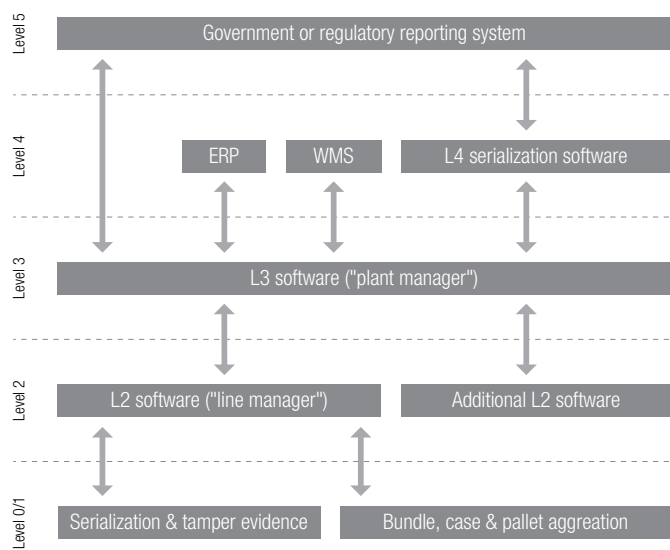 Level 5
Government or regulatory reporting system
Level 4
ERP
WMS
L4 serialization software
Level 3
L3 software ("plant manager")
Level 2
L2 software ("line manager")
Additional L2 software
Level 0/1
Serialization & tamper evidence
Bundle, case & pallet aggreation